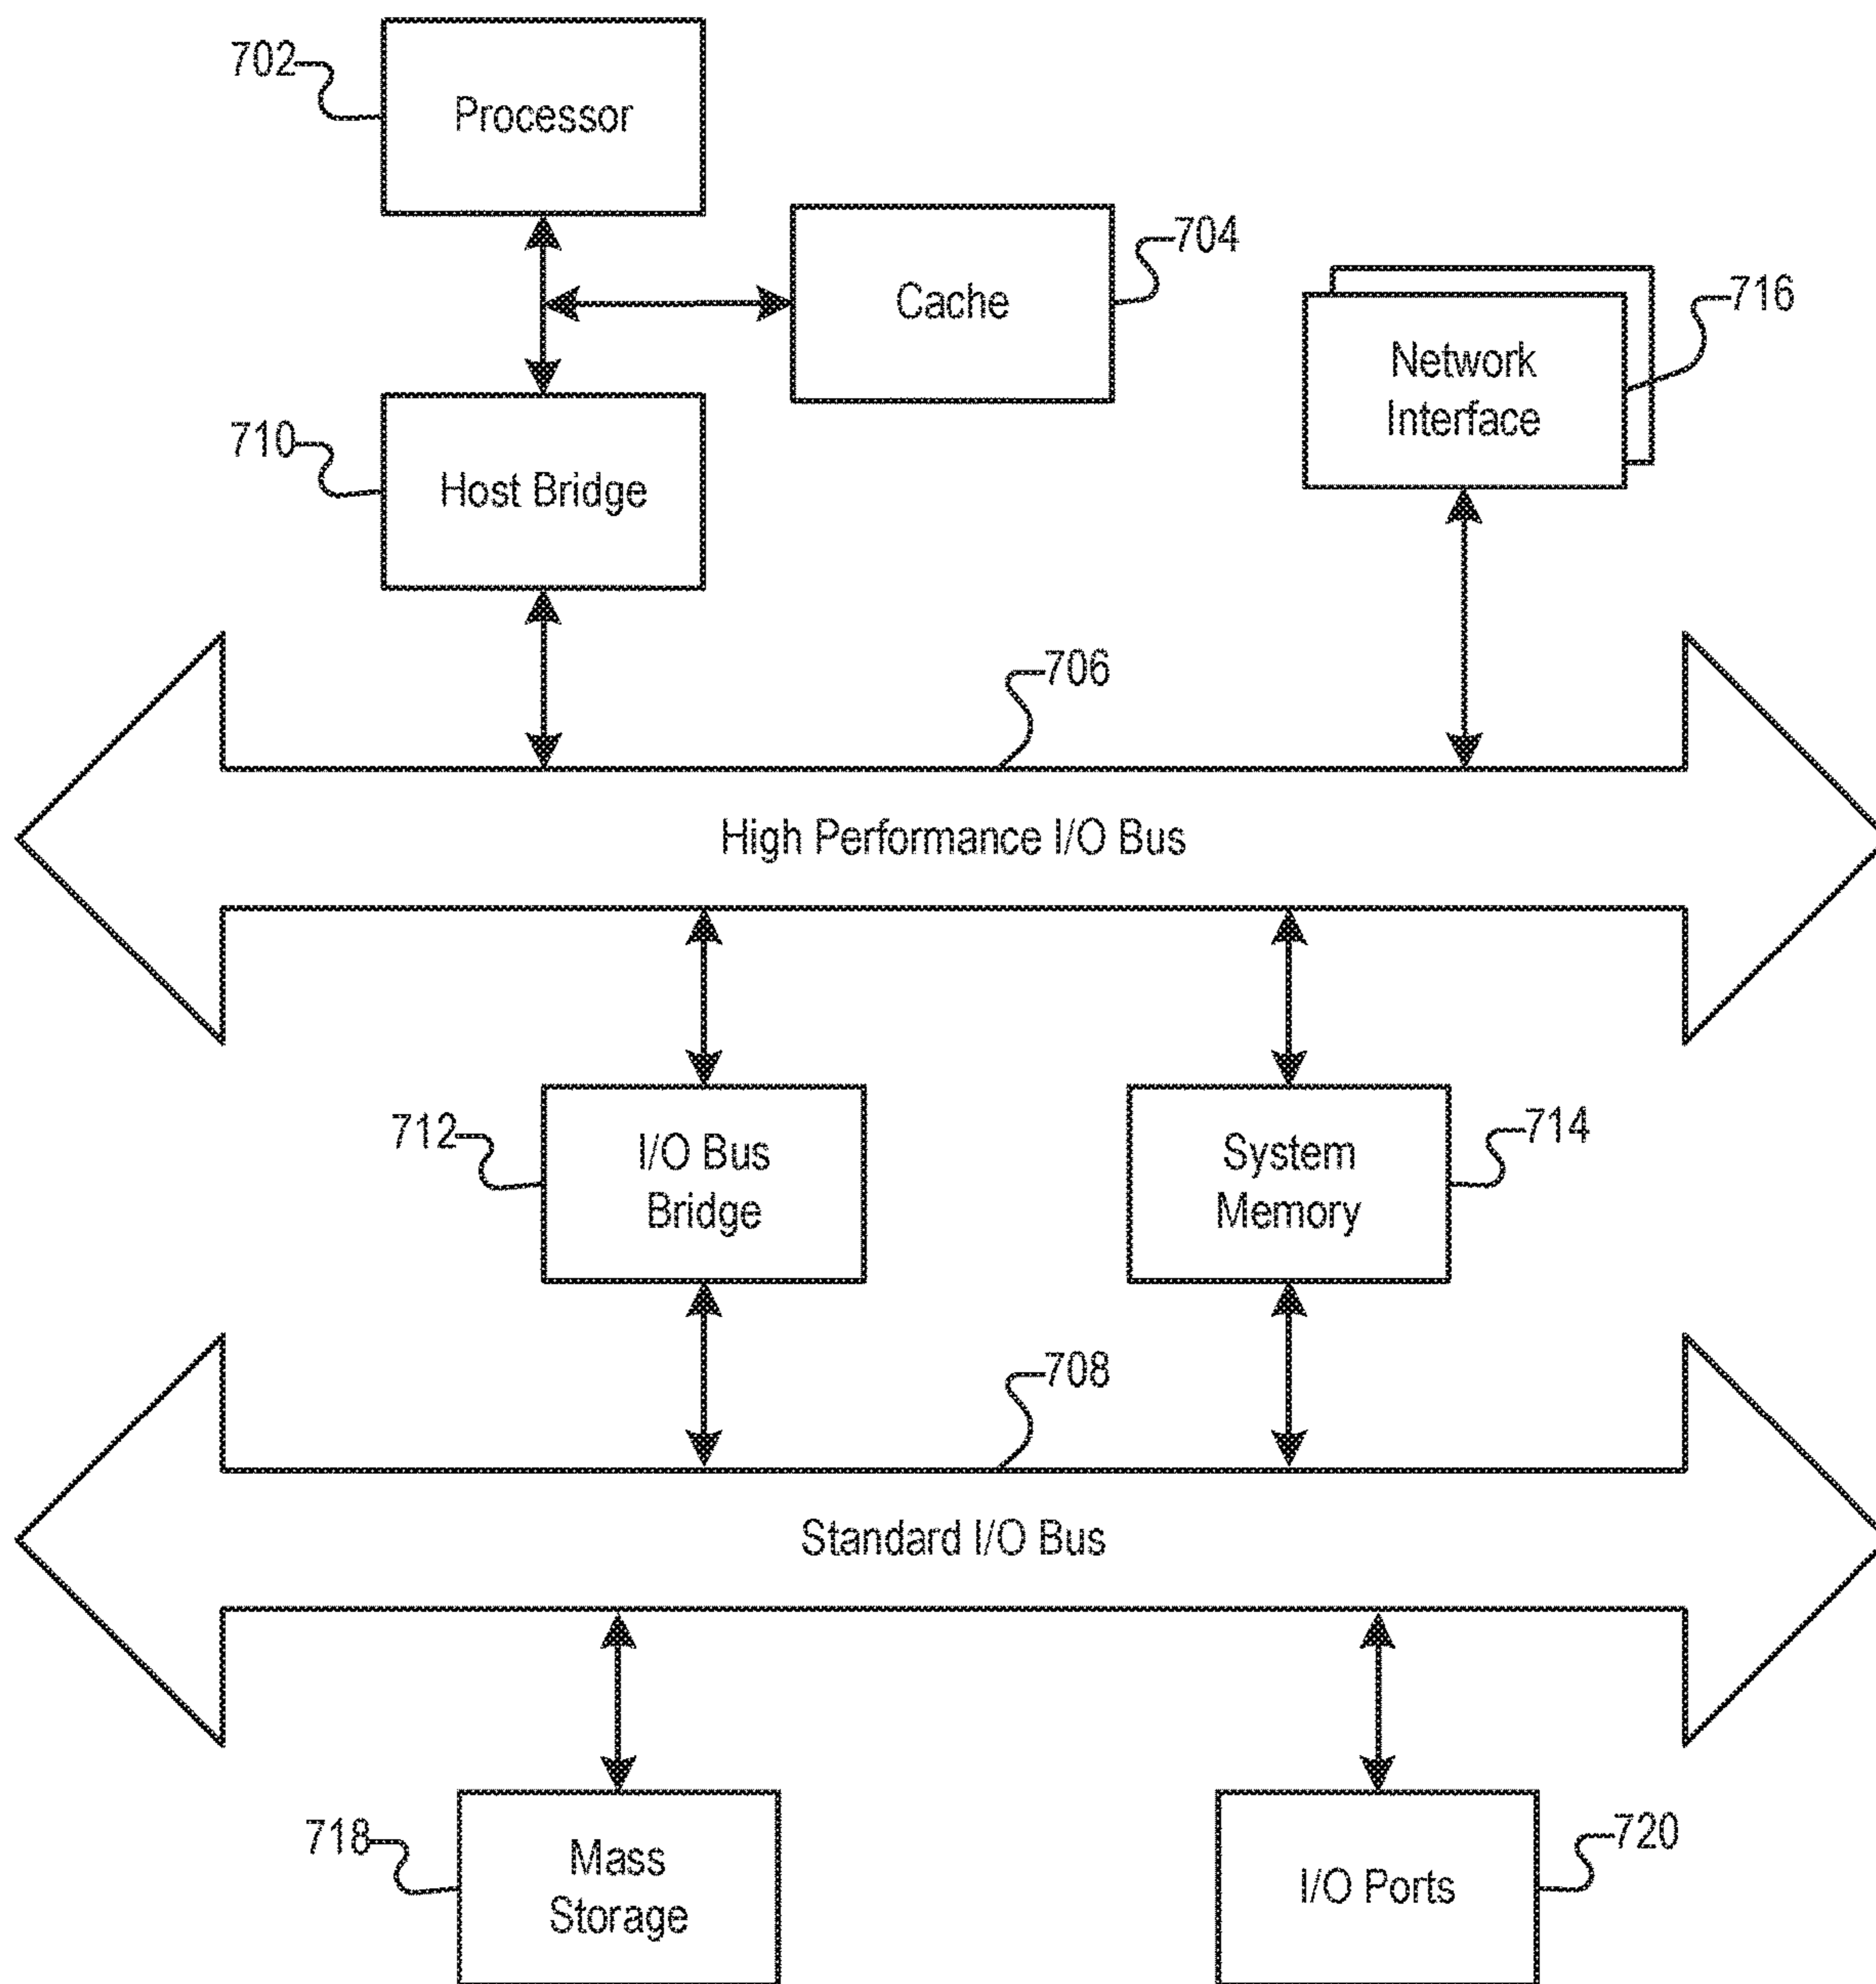 702
Processor
704
Cache
716
Network
Interface
710
Host Bridge
706
High Performance I/O Bus
712
I/O Bus
Bridge
714
System
Memory
708
Standard I/O Bus
718
Mass
Storage
720
I/O Ports